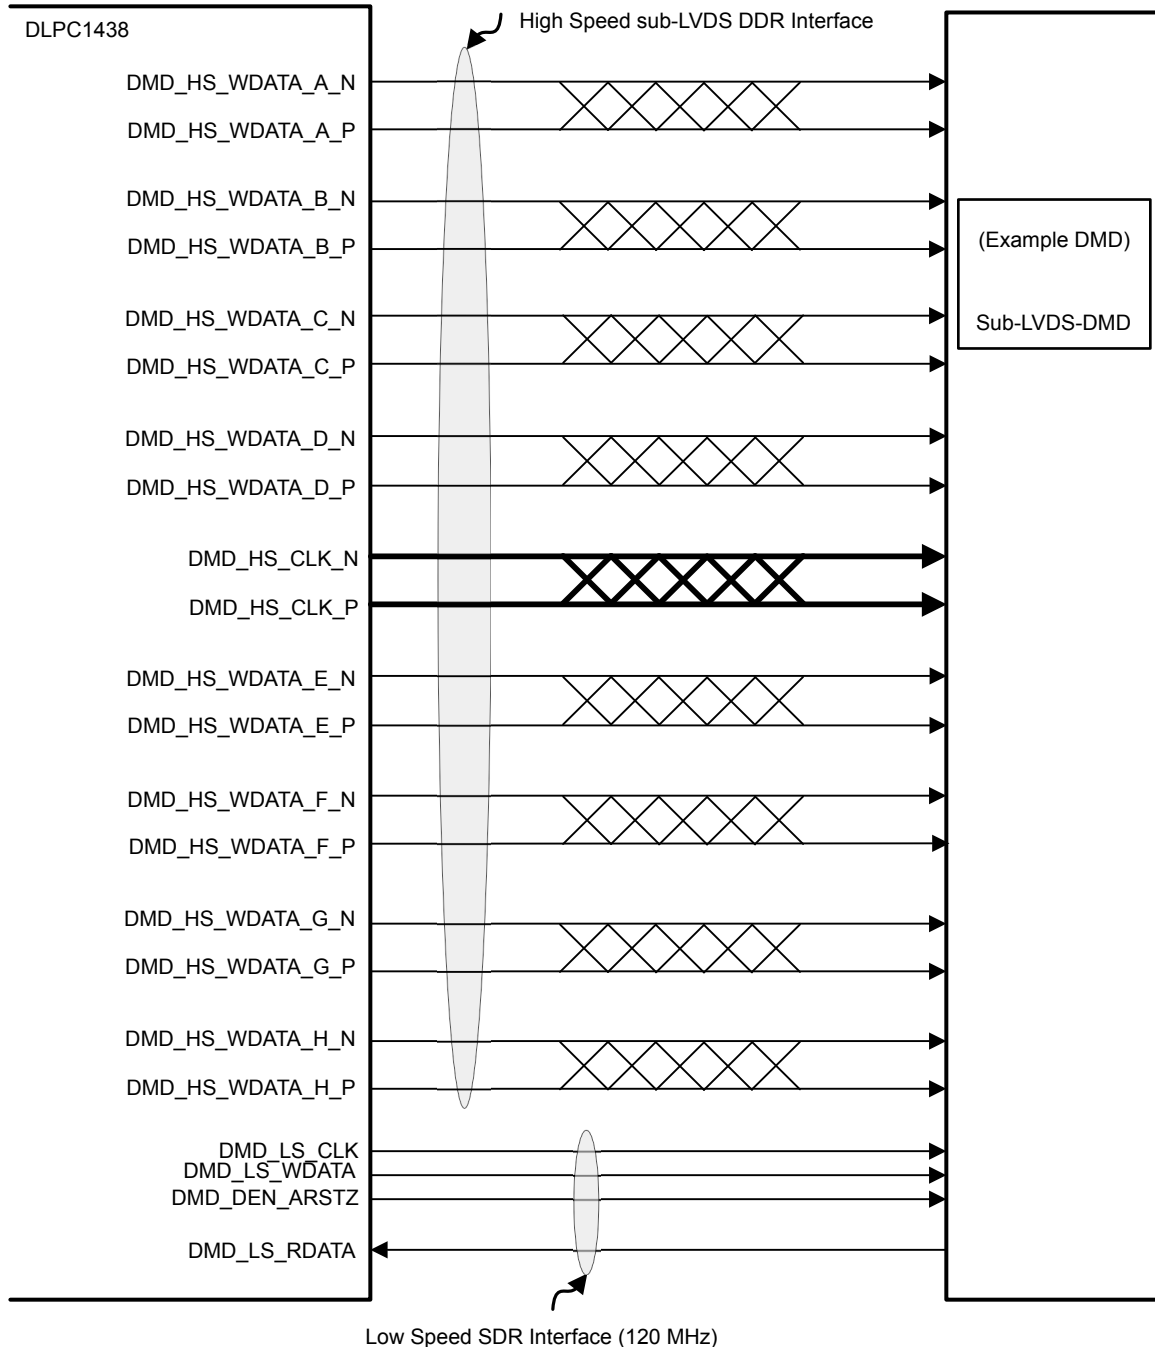 High Speed sub-LVDS DDR Interface
DLPC1438
DMD_HS_WDATA_A_N
DMD_HS_WDATA_A_P
DMD_HS_WDATA_B_N
DMD_HS_WDATA_B_P
(Example DMD)
Sub-LVDS-DMD
DMD_HS_WDATA_C_N
DMD_HS_WDATA_C_P
DMD_HS_WDATA_D_N
DMD_HS_WDATA_D_P
DMD_HS_CLK_N
DMD_HS_CLK_P
DMD_HS_WDATA_E_N
DMD_HS_WDATA_E_P
DMD_HS_WDATA_F_N
DMD_HS_WDATA_F_P
DMD_HS_WDATA_G_N
DMD_HS_WDATA_G_P
DMD_HS_WDATA_H_N
DMD_HS_WDATA_H_P
DMD_LS_CLK
DMD_LS_WDATA
DMD_DEN_ARSTZ
DMD_LS_RDATA
Low Speed SDR Interface (120 MHz)